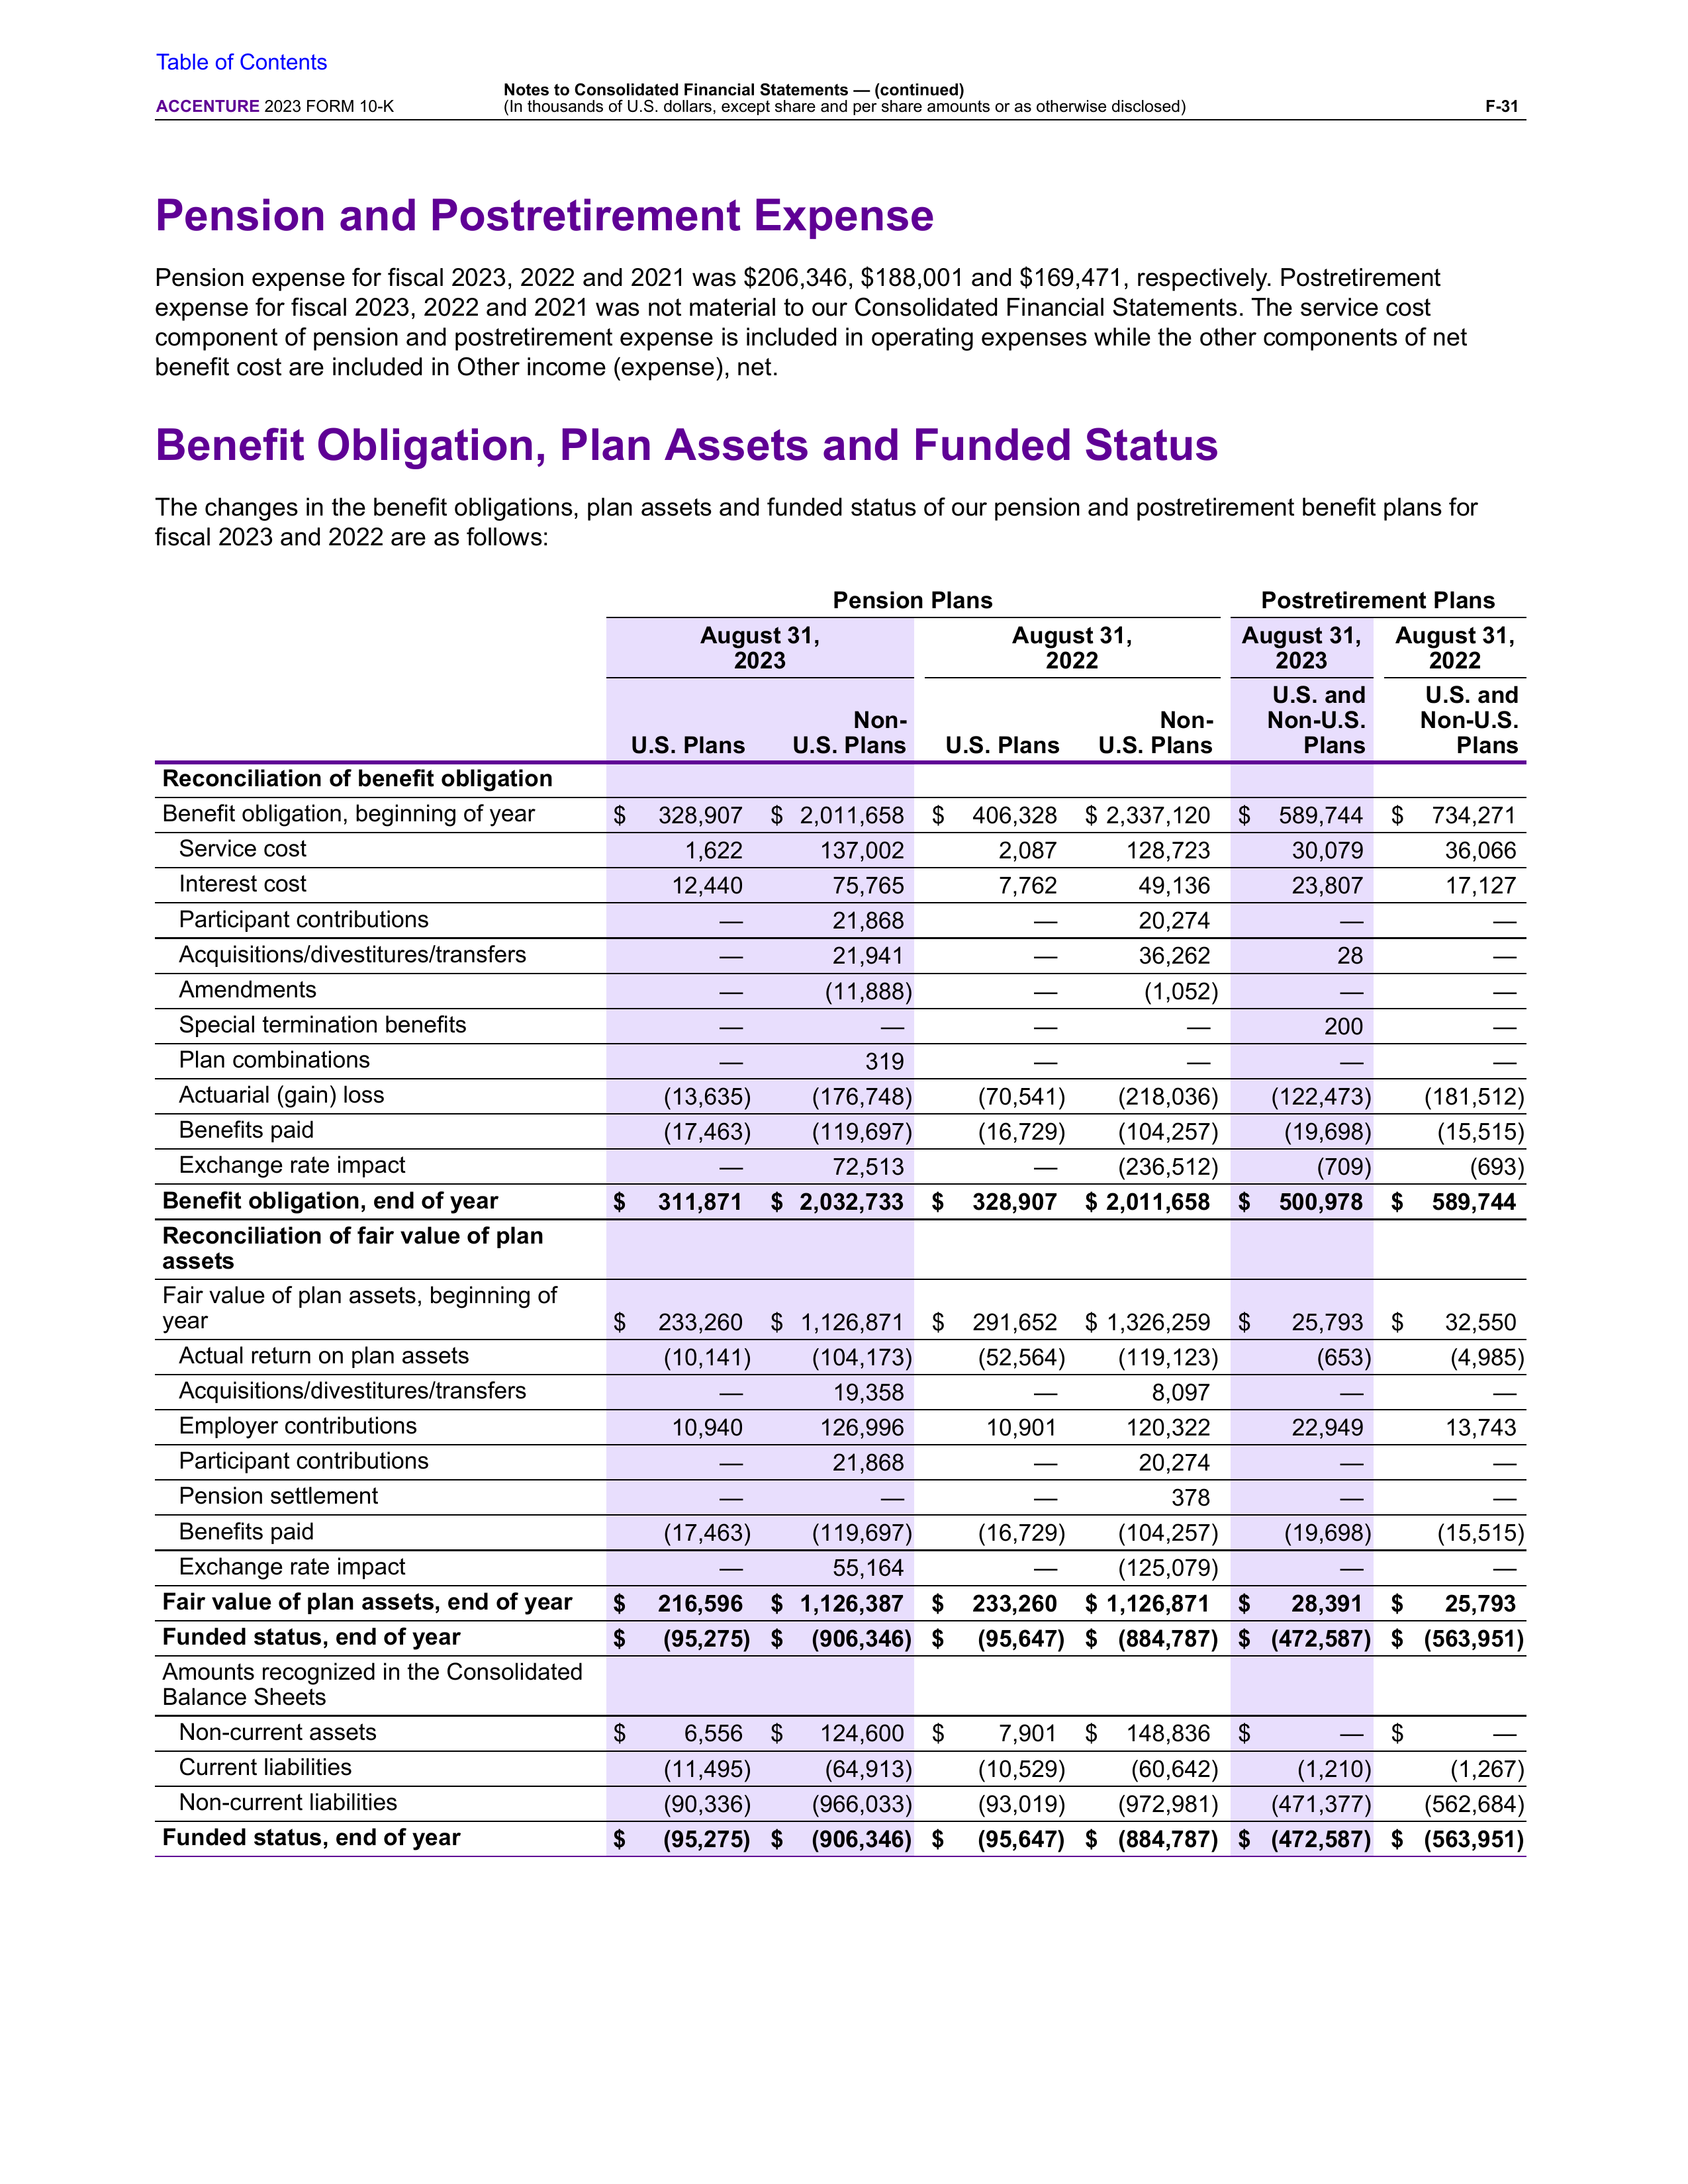 Table of Contents
Notes to Consolidated Financial Statements — (continued)
ACCENTURE 2023 FORM 10-K (In thousands of U.S. dollars, except share and per share amounts or as otherwise disclosed) F-31
Pension and Postretirement Expense
Pension expense for fiscal 2023, 2022 and 2021 was $206,346, $188,001 and $169,471, respectively. Postretirement
expense for fiscal 2023, 2022 and 2021 was not material to our Consolidated Financial Statements. The service cost
component of pension and postretirement expense is included in operating expenses while the other components of net
benefit cost are included in Other income (expense), net.
Benefit Obligation, Plan Assets and Funded Status
The changes in the benefit obligations, plan assets and funded status of our pension and postretirement benefit plans for
fiscal 2023 and 2022 are as follows:
Pension Plans Postretirement Plans
August 31, August 31, August 31, August 31,
2023 2022 2023 2022
U.S. and U.S. and
Non- Non- Non-U.S. Non-U.S.
U.S. Plans U.S. Plans U.S. Plans U.S. Plans Plans Plans
Reconciliation of benefit obligation
Benefit obligation, beginning of year $ 328,907 $ 2,011,658 $ 406,328 $ 2,337,120 $ 589,744 $ 734,271
Service cost 1,622 137,002 2,087 128,723 30,079 36,066
Interest cost 12,440 75,765 7,762 49,136 23,807 17,127
Participant contributions — 21,868 — 20,274 — —
Acquisitions/divestitures/transfers — 21,941 — 36,262 28 —
Amendments — (11,888) — (1,052) — —
Special termination benefits — — — — 200 —
Plan combinations — 319 — — — —
Actuarial (gain) loss (13,635) (176,748) (70,541) (218,036) (122,473) (181,512)
Benefits paid (17,463) (119,697) (16,729) (104,257) (19,698) (15,515)
Exchange rate impact — 72,513 — (236,512) (709) (693)
Benefit obligation, end of year $ 311,871 $ 2,032,733 $ 328,907 $ 2,011,658 $ 500,978 $ 589,744
Reconciliation of fair value of plan
assets
Fair value of plan assets, beginning of
year $ 233,260 $ 1,126,871 $ 291,652 $ 1,326,259 $ 25,793 $ 32,550
Actual return on plan assets (10,141) (104,173) (52,564) (119,123) (653) (4,985)
Acquisitions/divestitures/transfers — 19,358 — 8,097 — —
Employer contributions 10,940 126,996 10,901 120,322 22,949 13,743
Participant contributions — 21,868 — 20,274 — —
Pension settlement — — — 378 — —
Benefits paid (17,463) (119,697) (16,729) (104,257) (19,698) (15,515)
Exchange rate impact — 55,164 — (125,079) — —
Fair value of plan assets, end of year $ 216,596 $ 1,126,387 $ 233,260 $ 1,126,871 $ 28,391 $ 25,793
Funded status, end of year $ (95,275) $ (906,346) $ (95,647) $ (884,787) $ (472,587) $ (563,951)
Amounts recognized in the Consolidated
Balance Sheets
Non-current assets $ 6,556 $ 124,600 $ 7,901 $ 148,836 $ — $ —
Current liabilities (11,495) (64,913) (10,529) (60,642) (1,210) (1,267)
Non-current liabilities (90,336) (966,033) (93,019) (972,981) (471,377) (562,684)
Funded status, end of year $ (95,275) $ (906,346) $ (95,647) $ (884,787) $ (472,587) $ (563,951)